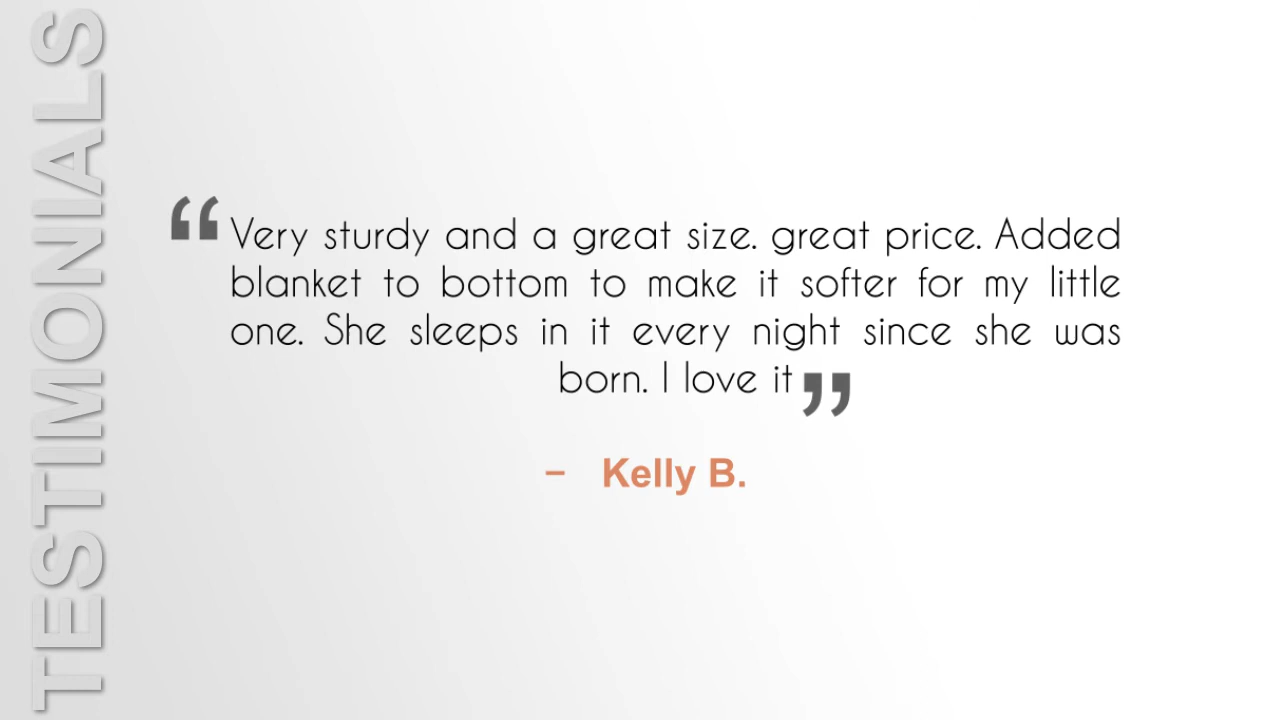 TESTIMONIALS
“Very sturdy and a great size. great price. Added
blanket to bottom to make it softer for my little
one. She sleeps in it every night since she was
born. I love it”
– Kelly B.